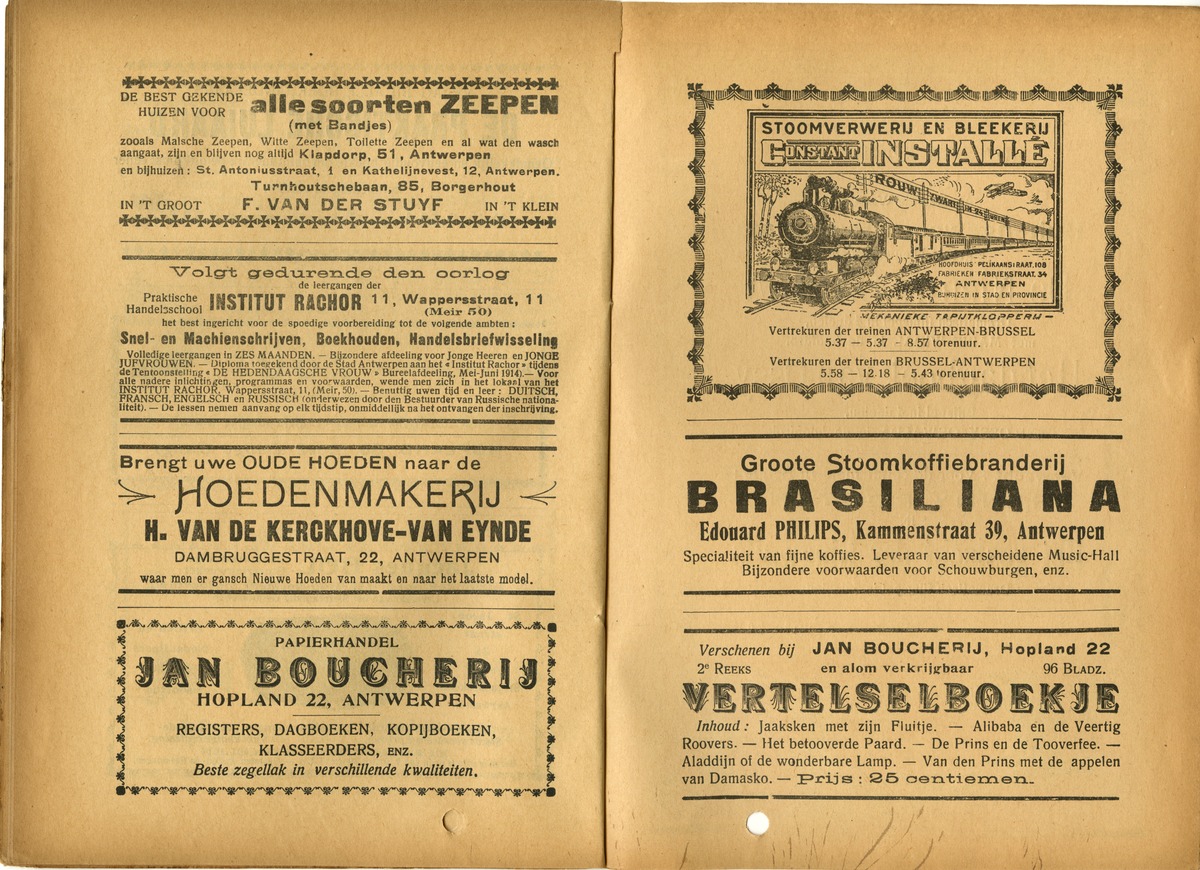 DE BEST GEKENDE
HUIZEN VOOR
alle soorten ZEEPEN
(met Bandjes)
zooals Malsche Zeepen, Witte Zeepen, Toilette Zeepen en al wat den wasch
aangaat, zijn en blijven nog altijd Klapdorp, 51, Antwerpen
en bijhuizen: St. Antoniusstraat, 1 en Kathelijnevest, 12, Antwerpen.
Turnhoutschebaan, 85, Borgerhout
IN 'T GROOT F. VAN DER STUYF IN 'T KLEIN
Volgt gedurende den oorlog
de leergangen der
Praktische
Handelsschool
INSTITUT RACHOR 11, Wappersstraat, 11
(Meir 50)
het best ingericht voor de spoedige voorbereiding tot de volgende ambten:
Snel- en Machienschrijven, Boekhouden, Handelsbriefwisseling
Volledige leergangen in ZES MAANDEN. — Bijzondere afdeeling voor Jonge Heeren en JONGE
JUFVROUWEN. — Diploma toegekend door de Stad Antwerpen aan het « Institut Rachor » tijdens
de Tentoonstelling « DE HEDENDAAGSCHE VROUW » Bureelafdeeling, Mei-Juni 1914). — Voor
alle nadere inlichtingen, programmas en voorwaarden, wende men zich in het lokaal van het
INSTITUT RACHOR, Wappersstraat, 11, (Meir, 50). — Benuttig uwen tijd en leer: DUITSCH,
FRANSCH, ENGELSCH en RUSSISCH (onderwezen door den Bestuurder van Russische nationa-
liteit). — De lessen nemen aanvang op elk tijdstip, onmiddellijk na het ontvangen der inschrijving.
Brengt uwe OUDE HOEDEN naar de
HOEDENMAKERIJ
H. VAN DE KERCKHOVE-VAN EYNDE
DAMBRUGGESTRAAT, 22, ANTWERPEN
waar men er gansch Nieuwe Hoeden van maakt en naar het laatste model.
PAPIERHANDEL
JAN BOUCHERIJ
HOPLAND 22, ANTWERPEN
REGISTERS, DAGBOEKEN, KOPIJBOEKEN,
KLASSEERDERS, ENZ.
Beste zegellak in verschillende kwaliteiten.
STOOMVERWERIJ EN BLEEKERIJ
CONSTANT INSTALLÉ
ROUW ZWART IN 24 UREN
HOOFDHUIS PELIKAANSTRAAT. 108
FABRIEKEN FABRIEKSTRAAT. 34
ANTWERPEN
BIJHUIZEN IN STAD EN PROVINCIE
MEKANIEKE TAPIJTKLOPPERIJ
Vertrekuren der treinen ANTWERPEN-BRUSSEL
5.37 — 5.37 - 8.57 torenuur.
Vertrekuren der treinen BRUSSEL-ANTWERPEN
5.58 — 12.18 — 5.43 torenuur.
Groote Stoomkoffiebranderij
BRASILIANA
Edouard PHILIPS, Kammenstraat 39, Antwerpen
Specialiteit van fijne koffies. Leveraar van verscheidene Music-Hall
Bijzondere voorwaarden voor Schouwburgen, enz.
Verschenen bij JAN BOUCHERIJ, Hopland 22
2e REEKS en alom verkrijgbaar 96 BLADZ.
VERTELSELBOEKJE
Inhoud: Jaaksken met zijn Fluitje. — Alibaba en de Veertig
Roovers. — Het betooverde Paard. — De Prins en de Tooverfee. —
Aladdijn of de wonderbare Lamp. — Van den Prins met de appelen
van Damasko. — Prijs: 25 centiemen.